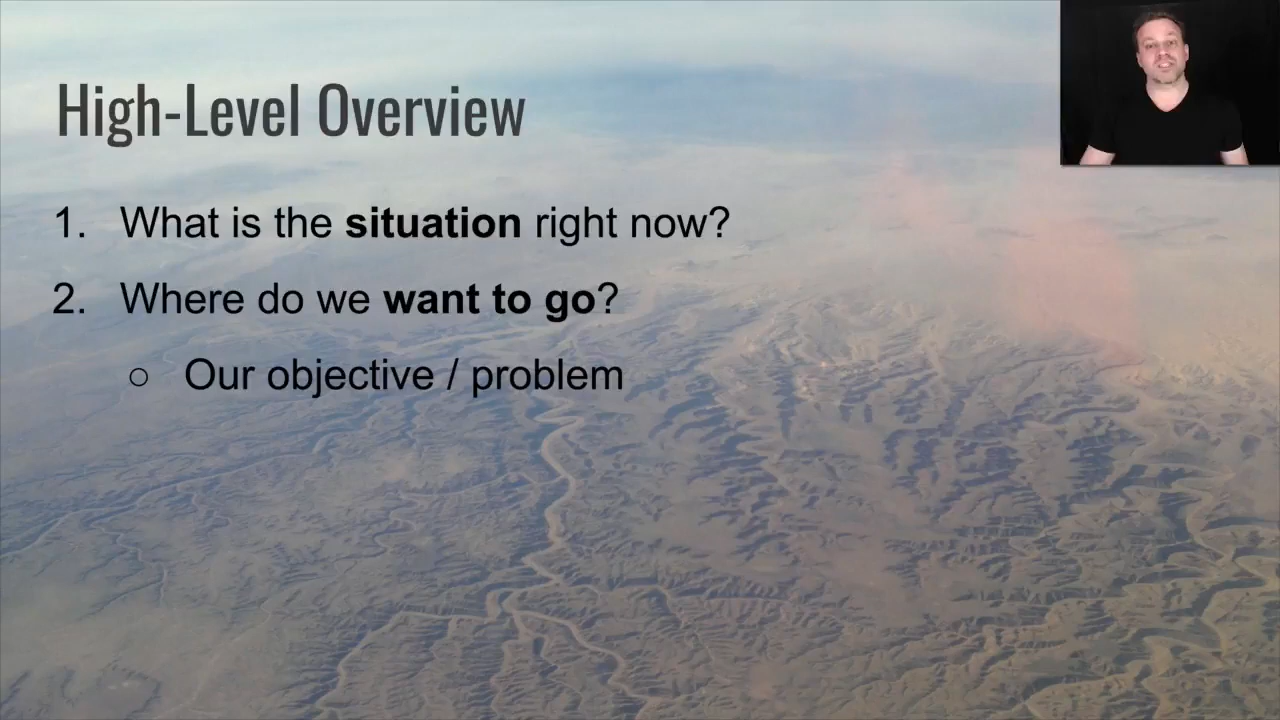 High-Level Overview
1. What is the situation right now?
2. Where do we want to go?
○ Our objective / problem